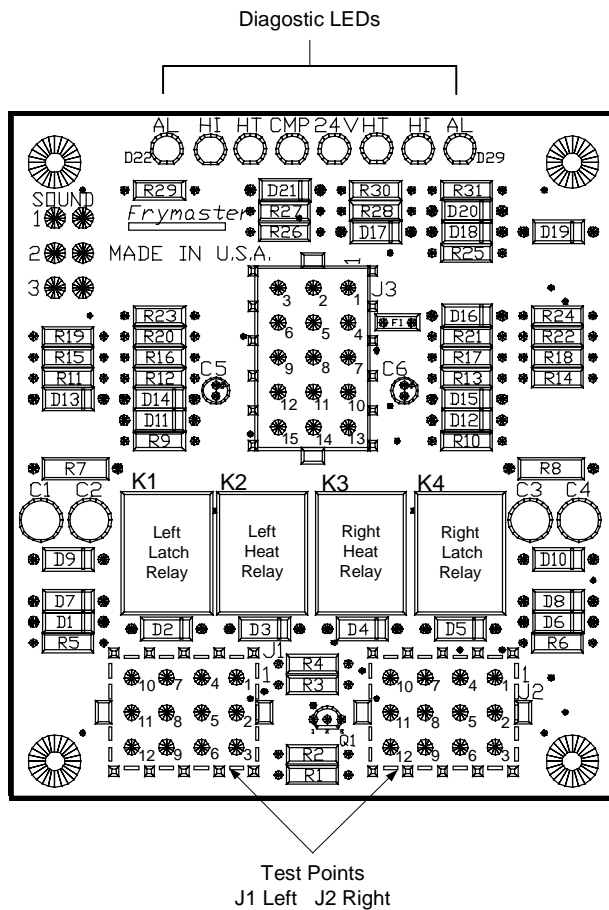 Diagostic LEDs
AL HI HT CMP 24V HT HI AL
D22 D29
R29 D21 R30 R31
SOUND
R27 R28 D20
1 Frymaster
R26 D17 D18 D19
2 MADE IN U.S.A. R25
3
1
J3
3 2 1
F1
6 5 4
R23 D16 R24
R19 R20 R21 R22
R15 R16 R17 R18
9 8 7
R11 R12 C5 C6 R13 R14
D13 D14 D15
12 11 10
D11 D12
R9 R10
15 14 13
R7 R8
C1 C2 K1 K2 K3 K4 C3 C4
Left Latch Relay
Left Heat Relay
Right Heat Relay
Right Latch Relay
D9 D10
D7 D8
D1 D2 D3 D4 D5 D6
R5 R6
J1 J2
R4
R3
1 1
10 7 4 1 10 7 4 1
11 8 5 2 11 8 5 2
1 2 3
Q1
12 9 6 3 12 9 6 3
R2
R1
Test Points
J1 Left J2 Right